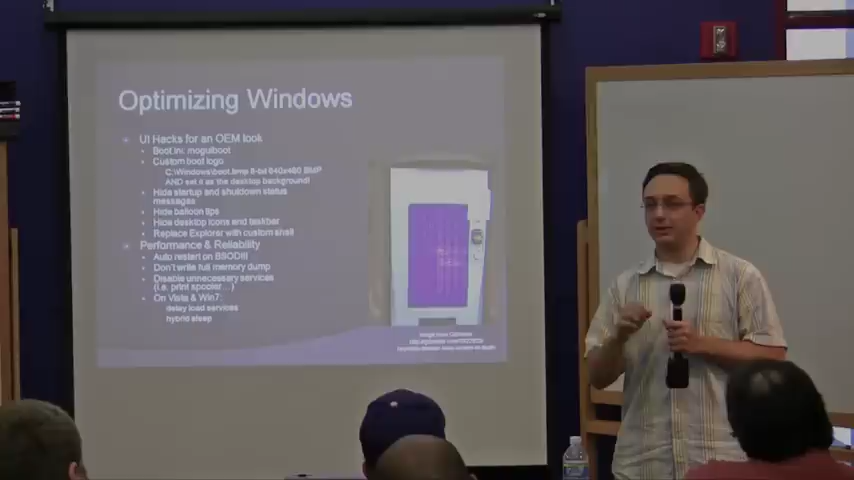 Optimizing Windows
UI Hacks for an OEM look
Boot.ini: mogulboot
Custom boot logo
C:\Windows\boot.bmp 8-bit 640x480 BMP
AND set it as the desktop background!
Hide startup and shutdown status
messages
Hide balloon tips
Hide desktop icons and taskbar
Replace Explorer with custom shell
Performance & Reliability
Auto restart on BSOD!!!
Don't write full memory dump
Disable unnecessary services
(i.e. print spooler...)
On Vista & Win7:
delay load services
hybrid sleep